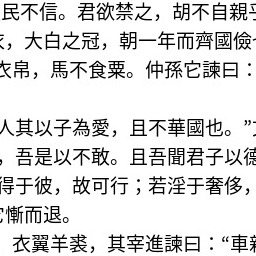 民不信。君欲禁之，胡不自親
衣，大白之冠，朝一年而齊國儉
衣帛，馬不食粟。仲孫它諫曰：
人其以子為愛，且不華國也。”
，吾是以不敢。且吾聞君子以德
得于彼，故可行；若淫于奢侈，
它慚而退。
衣翼羊裘，其宰進諫曰：“車